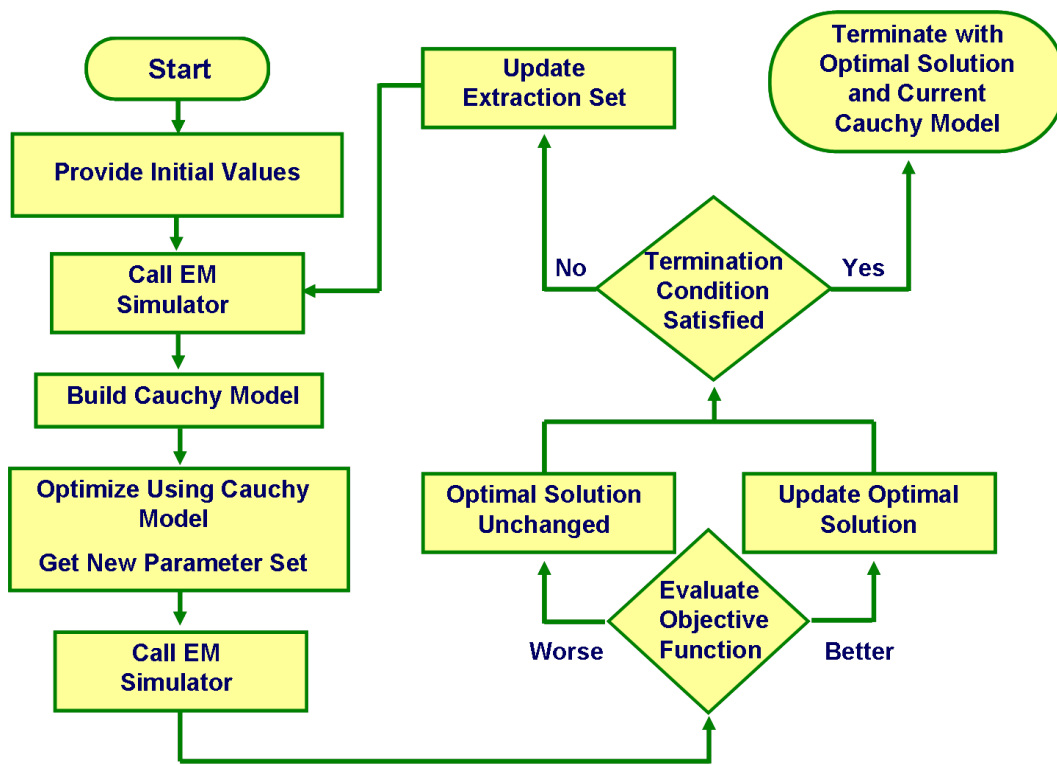 Start
Provide Initial Values
Call EM
Simulator
Build Cauchy Model
Optimize Using Cauchy
Model
Get New Parameter Set
Call EM
Simulator
Evaluate
Objective
Function
Worse
Better
Optimal Solution
Unchanged
Update Optimal
Solution
Termination
Condition
Satisfied
No
Yes
Update
Extraction Set
Terminate with
Optimal Solution
and Current
Cauchy Model